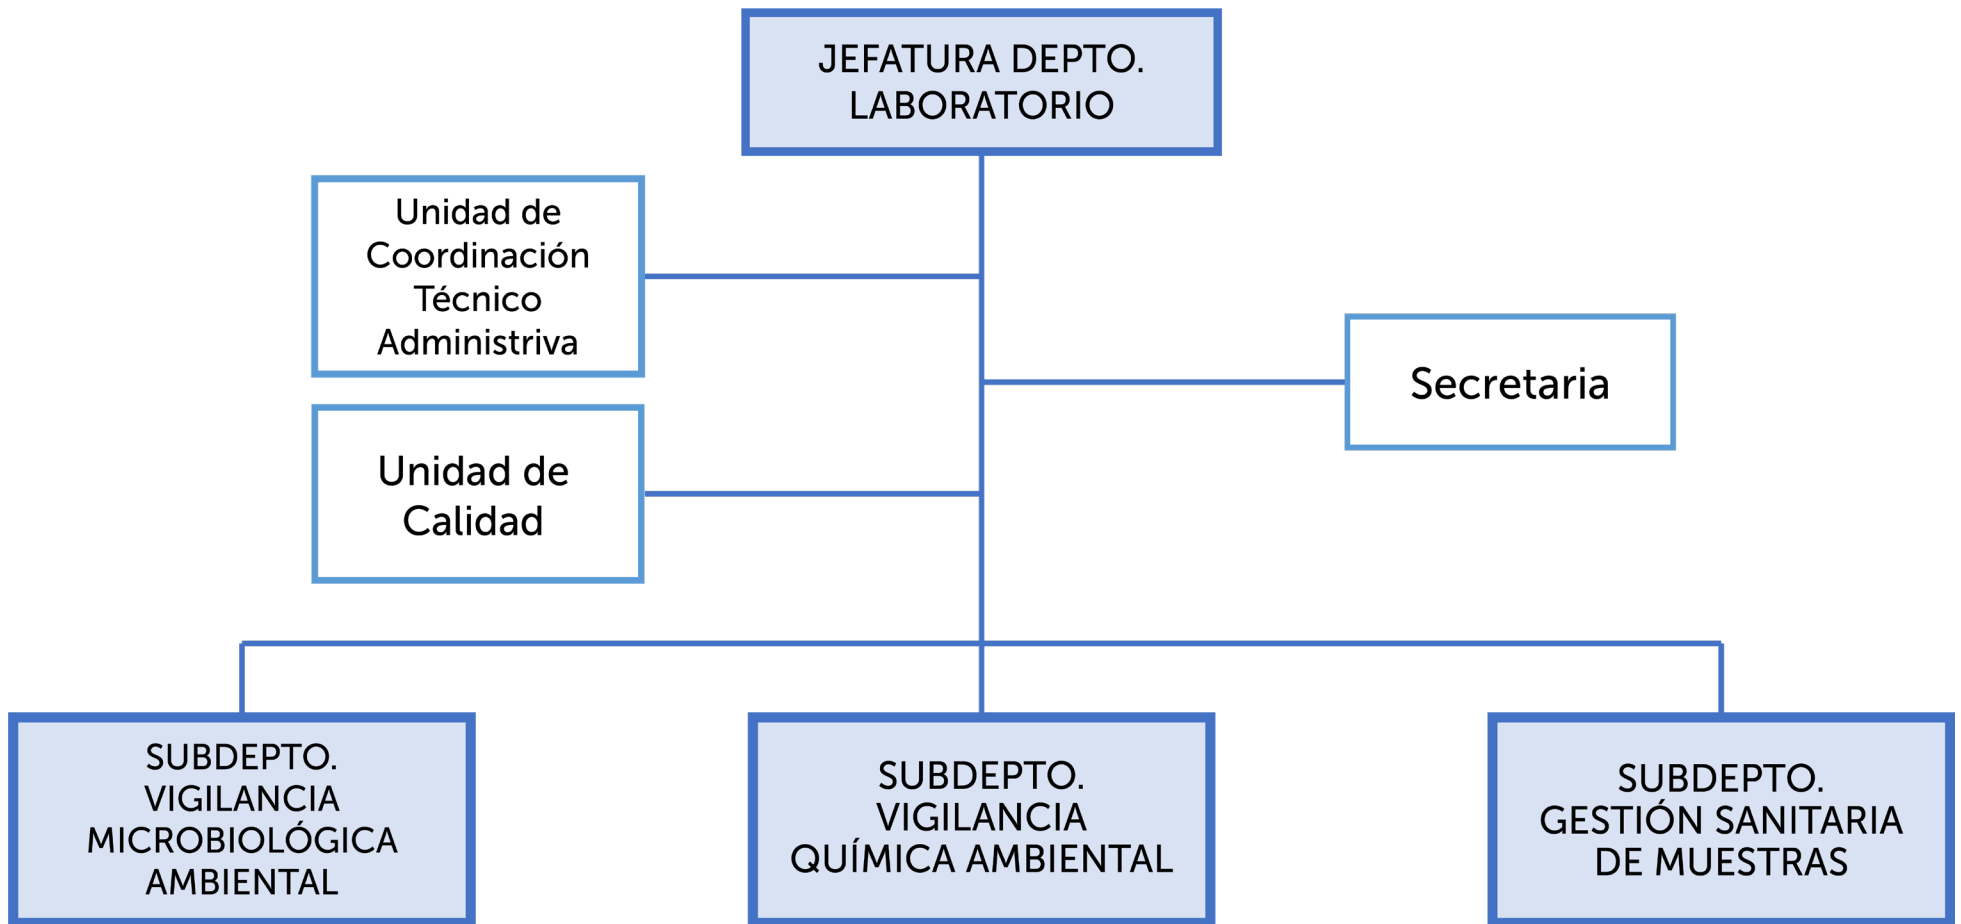 JEFATURA DEPTO.
LABORATORIO
Unidad de
Coordinación
Técnico
Administriva
Secretaria
Unidad de
Calidad
SUBDEPTO.
VIGILANCIA
MICROBIOLÓGICA
AMBIENTAL
SUBDEPTO.
VIGILANCIA
QUÍMICA AMBIENTAL
SUBDEPTO.
GESTIÓN SANITARIA
DE MUESTRAS